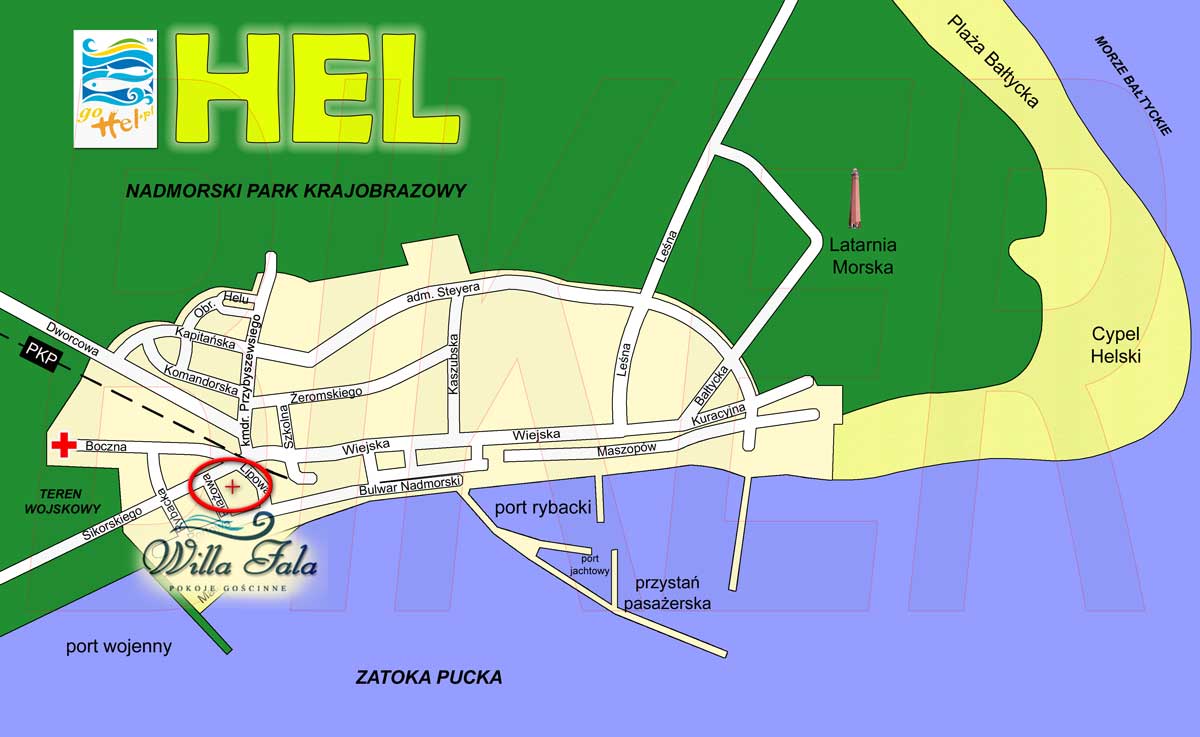 HEL
go Hel.pl
TM
NADMORSKI PARK KRAJOBRAZOWY
Plaża Bałtycka
MORZE BAŁTYCKIE
Latarnia
Morska
Cypel
Helski
Leśna
Leśna
adm. Steyera
Obr. Helu
Kapitańska
Komandorska
kmdr. Przybyszewskiego
Dworcowa
PKP
Żeromskiego
Kaszubska
Szkolna
Bałtycka
Kuracyjna
Wiejska
Wiejska
Maszopów
Boczna
Bulwar Nadmorski
Lipowa
Rybacka
Sikorskiego
TEREN
WOJSKOWY
Willa Fala
POKOJE GOŚCINNE
port rybacki
port
jachtowy
przystań
pasażerska
port wojenny
ZATOKA PUCKA